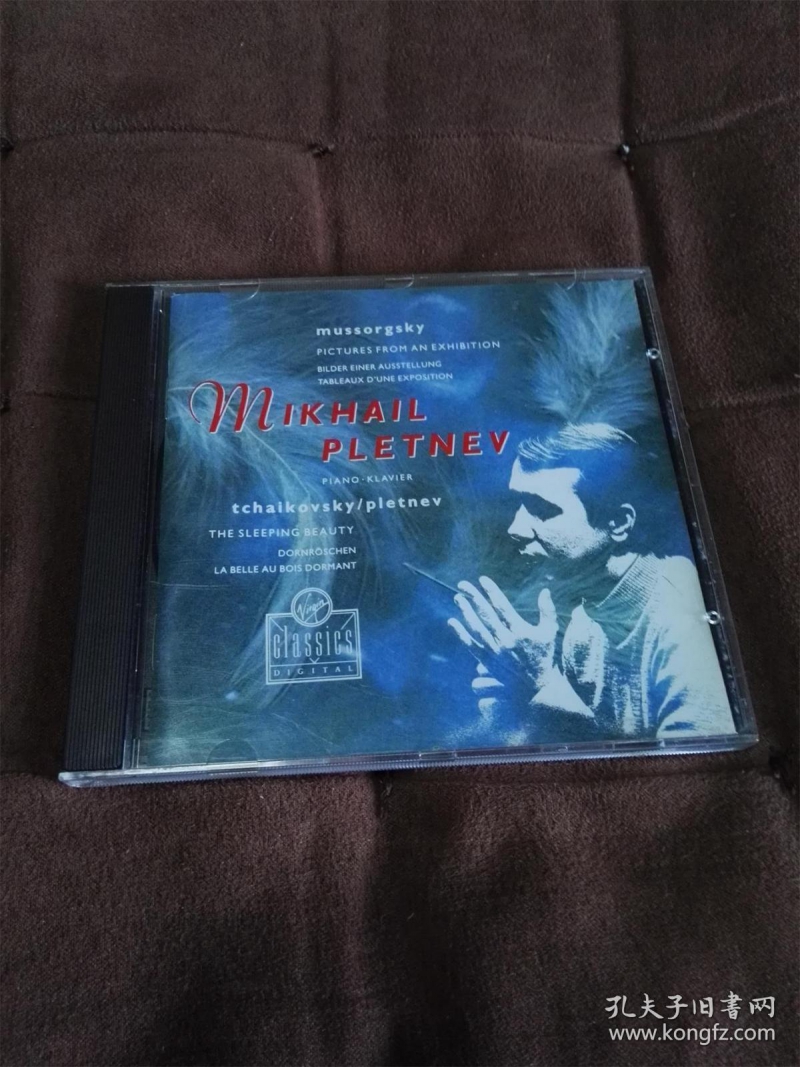 mussorgsky
PICTURES FROM AN EXHIBITION
BILDER EINER AUSSTELLUNG
TABLEAUX D'UNE EXPOSITION
MIKHAIL
PLETNEV
PIANO · KLAVIER
tchaikovsky/pletnev
THE SLEEPING BEAUTY
DORNRÖSCHEN
LA BELLE AU BOIS DORMANT
Virgin
classics
DIGITAL
孔夫子旧书网
www.kongfz.com